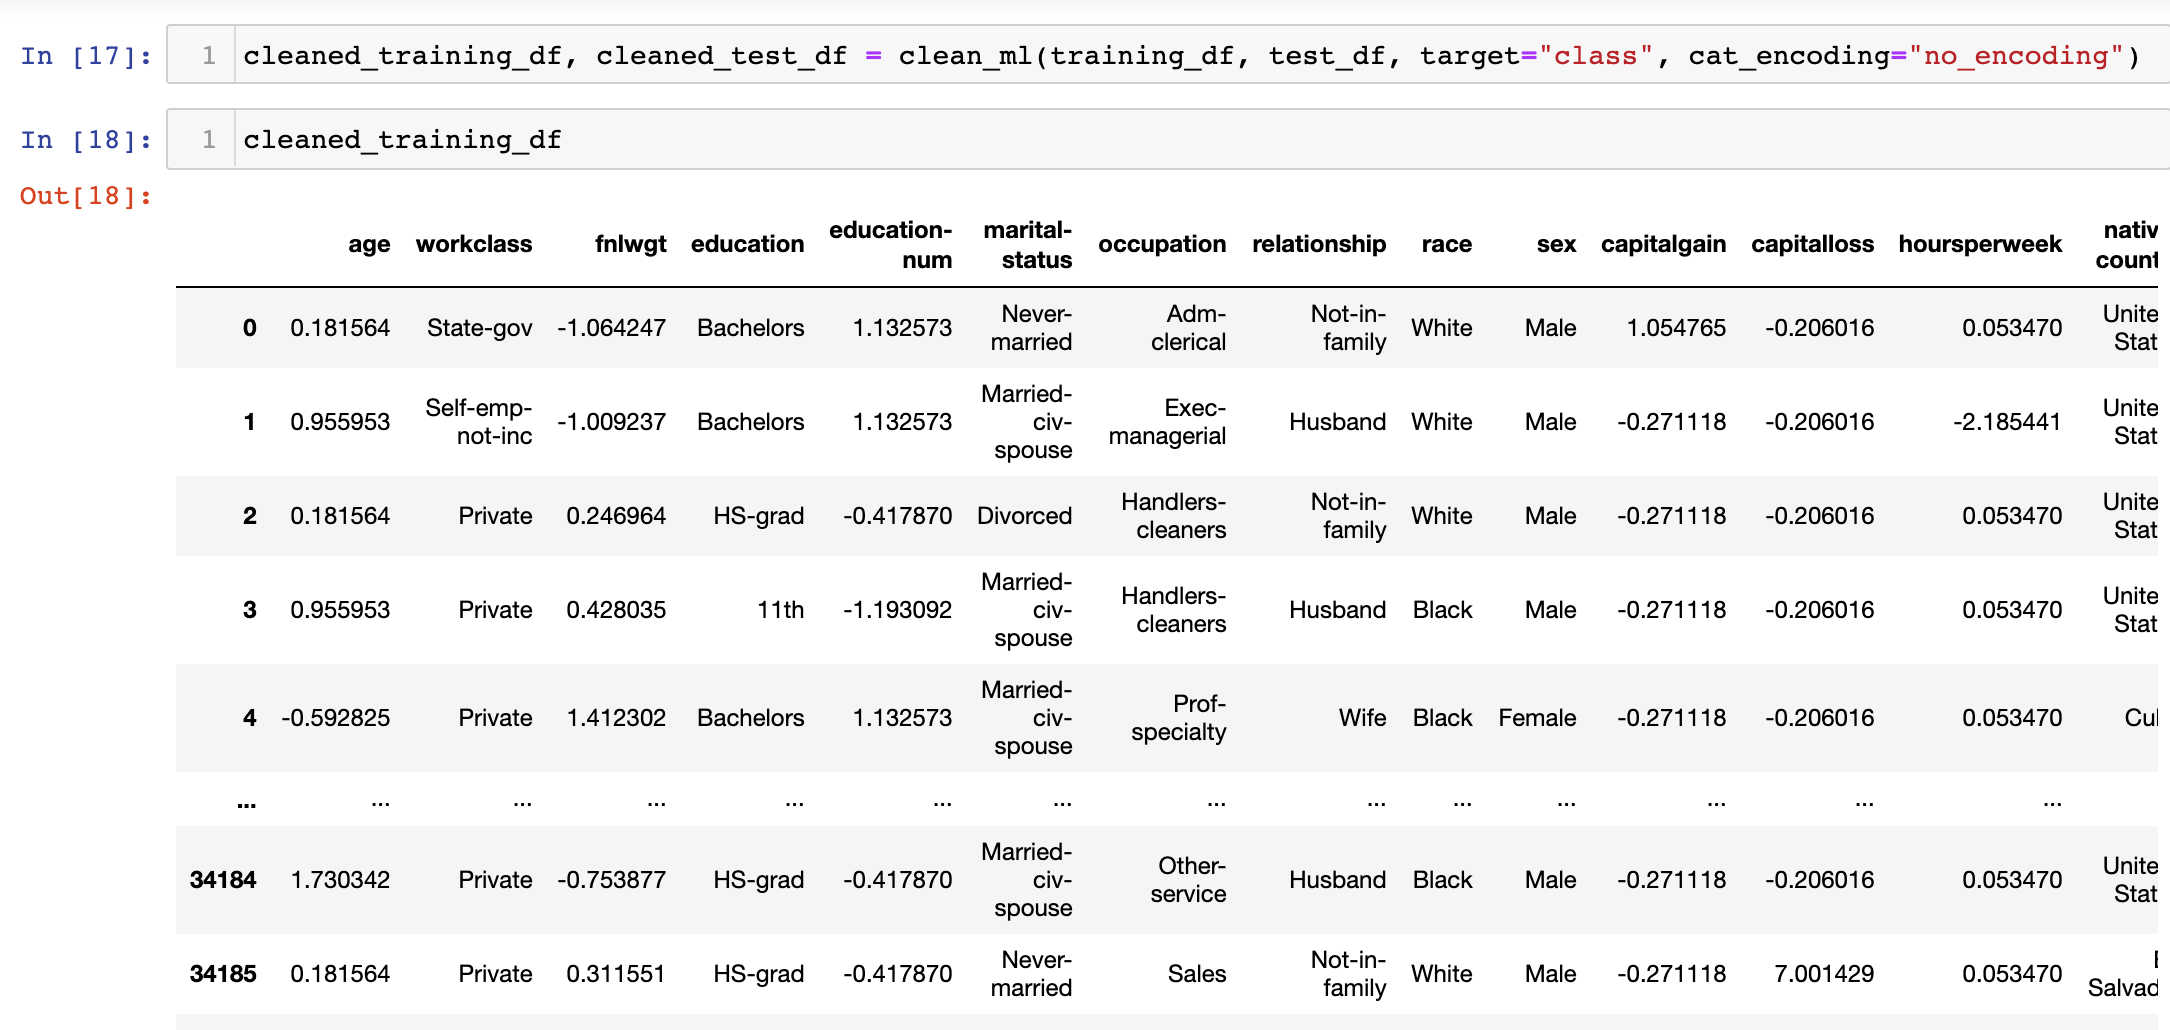 In [17]: 1 cleaned_training_df, cleaned_test_df = clean_ml(training_df, test_df, target="class", cat_encoding="no_encoding")
In [18]: 1 cleaned_training_df
Out[18]:
age workclass fnlwgt education education-num marital-status occupation relationship race sex capitalgain capitalloss hoursperweek nativ count
0 0.181564 State-gov -1.064247 Bachelors 1.132573 Never-married Adm-clerical Not-in-family White Male 1.054765 -0.206016 0.053470 Unite Stat
1 0.955953 Self-emp-not-inc -1.009237 Bachelors 1.132573 Married-civ-spouse Exec-managerial Husband White Male -0.271118 -0.206016 -2.185441 Unite Stat
2 0.181564 Private 0.246964 HS-grad -0.417870 Divorced Handlers-cleaners Not-in-family White Male -0.271118 -0.206016 0.053470 Unite Stat
3 0.955953 Private 0.428035 11th -1.193092 Married-civ-spouse Handlers-cleaners Husband Black Male -0.271118 -0.206016 0.053470 Unite Stat
4 -0.592825 Private 1.412302 Bachelors 1.132573 Married-civ-spouse Prof-specialty Wife Black Female -0.271118 -0.206016 0.053470 Cu
... ... ... ... ... ... ... ... ... ... ... ... ... ...
34184 1.730342 Private -0.753877 HS-grad -0.417870 Married-civ-spouse Other-service Husband Black Male -0.271118 -0.206016 0.053470 Unite Stat
34185 0.181564 Private 0.311551 HS-grad -0.417870 Never-married Sales Not-in-family White Male -0.271118 7.001429 0.053470 Salvad